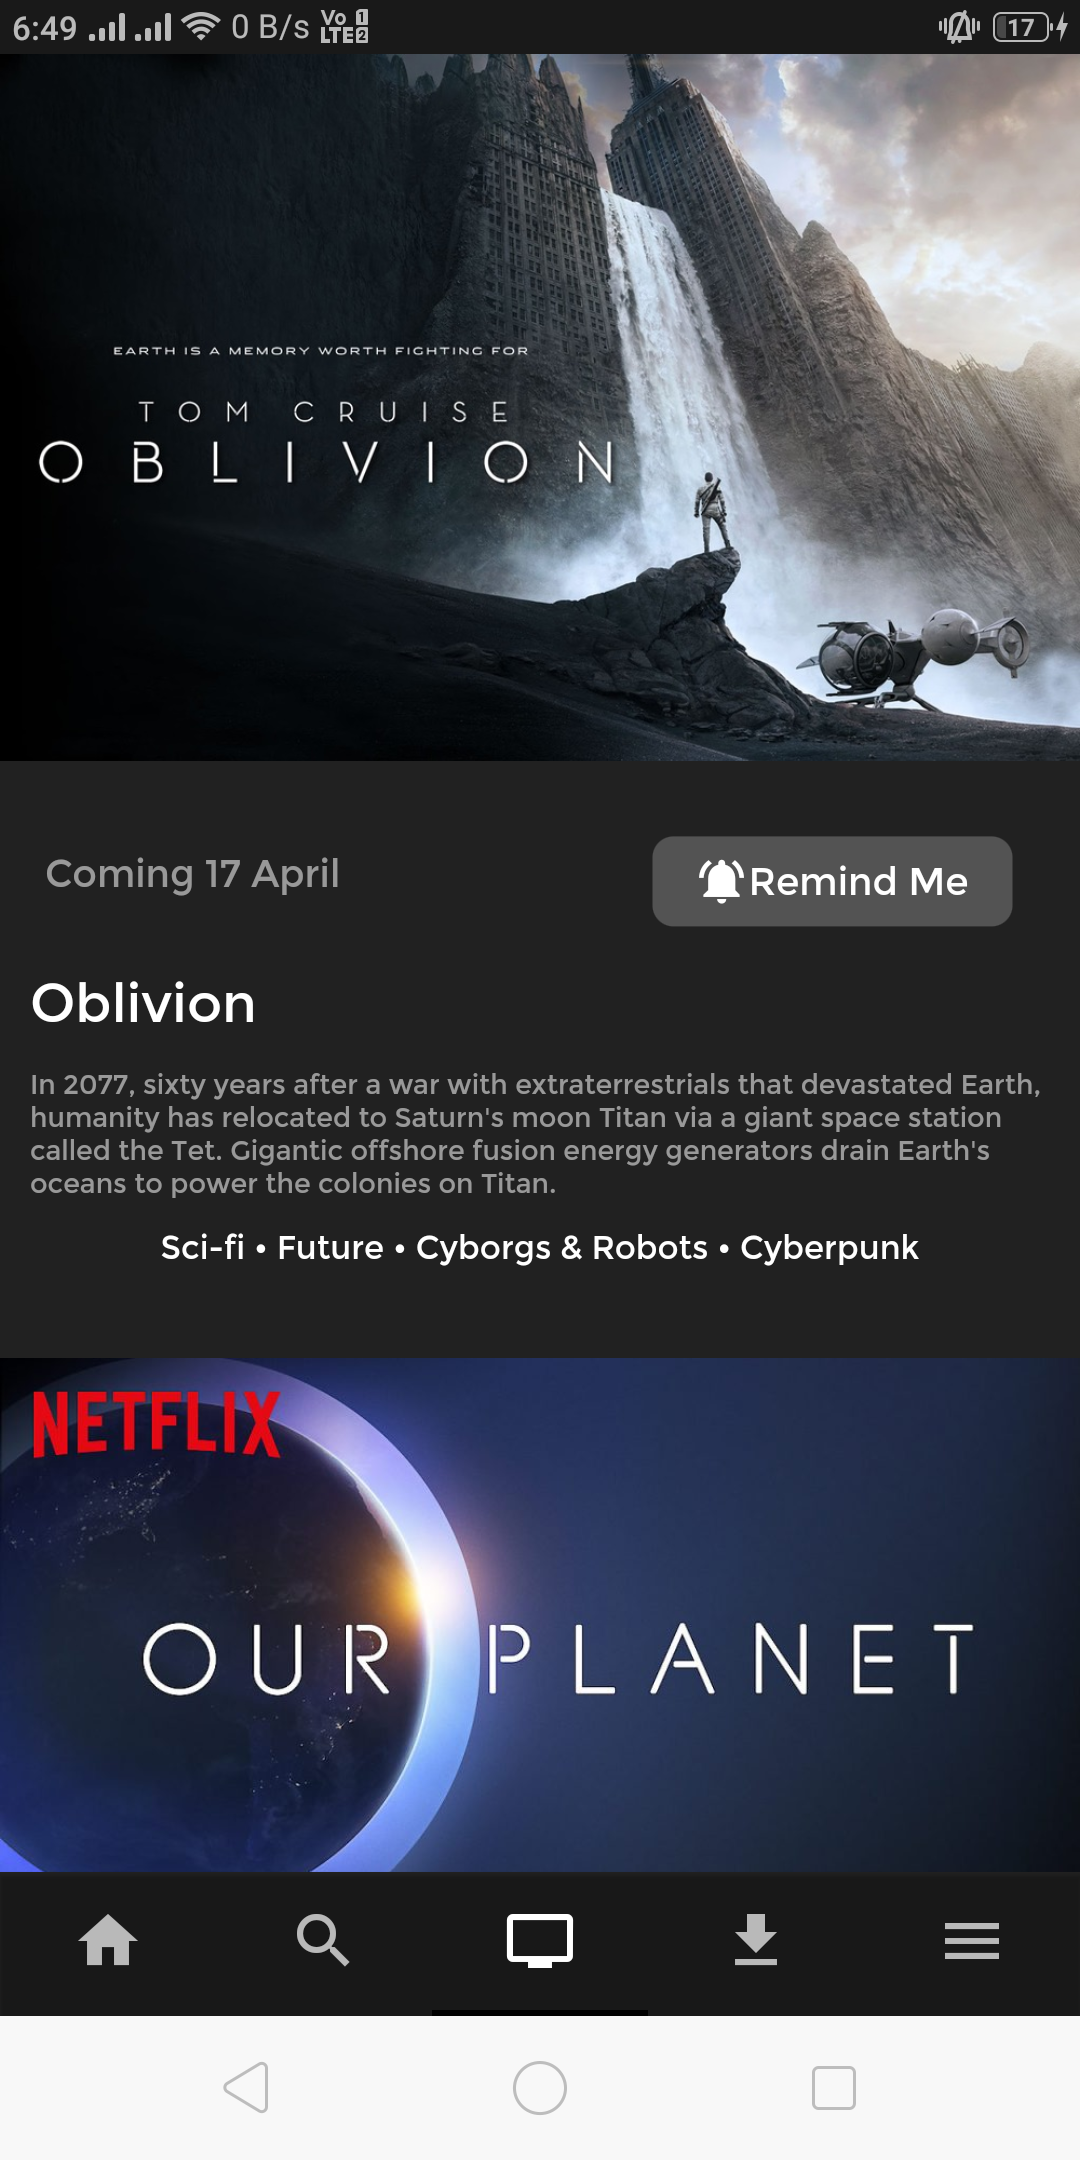 6:49 0 B/s Vo LTE 1 2 17
EARTH IS A MEMORY WORTH FIGHTING FOR
TOM CRUISE
OBLIVION
Coming 17 April
Remind Me
Oblivion
In 2077, sixty years after a war with extraterrestrials that devastated Earth,
humanity has relocated to Saturn's moon Titan via a giant space station
called the Tet. Gigantic offshore fusion energy generators drain Earth's
oceans to power the colonies on Titan.
Sci-fi • Future • Cyborgs & Robots • Cyberpunk
NETFLIX
OUR PLANET